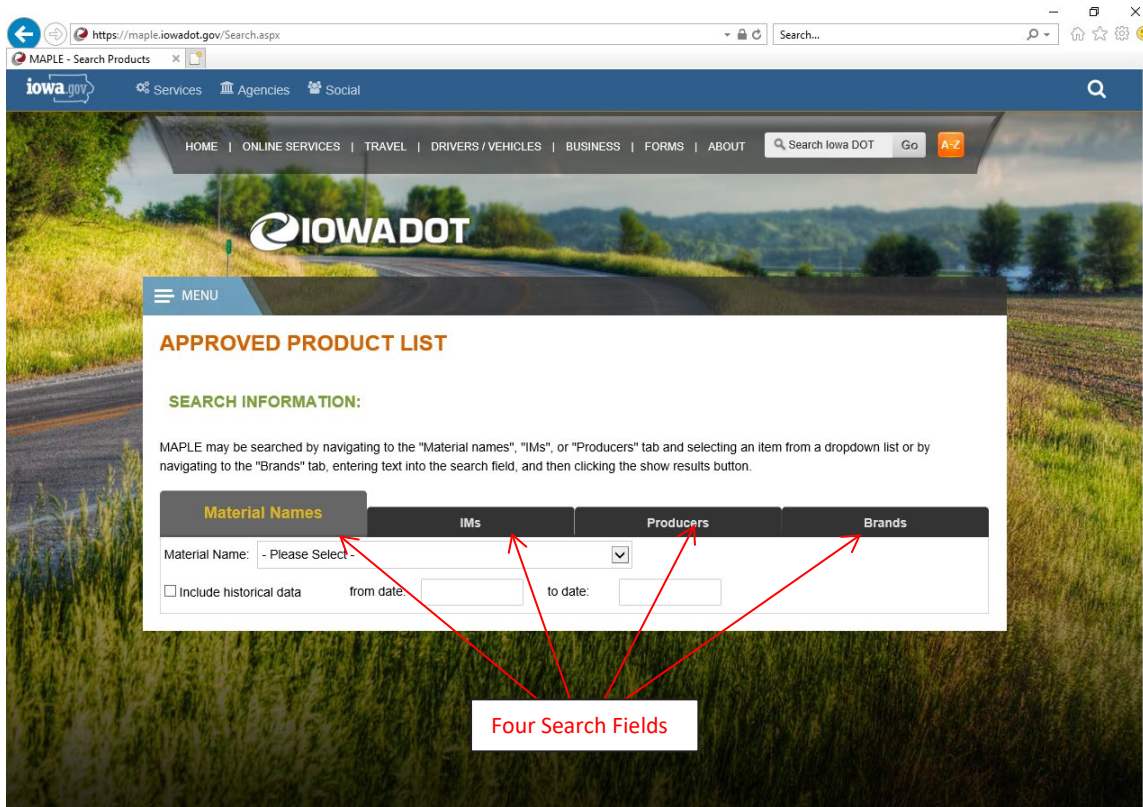 https://maple.iowadot.gov/Search.aspx
Search...
MAPLE - Search Products
iowa.gov
Services
Agencies
Social
HOME | ONLINE SERVICES | TRAVEL | DRIVERS / VEHICLES | BUSINESS | FORMS | ABOUT
Search Iowa DOT
Go
A-Z
IOWADOT
MENU
APPROVED PRODUCT LIST
SEARCH INFORMATION:
MAPLE may be searched by navigating to the "Material names", "IMs", or "Producers" tab and selecting an item from a dropdown list or by
navigating to the "Brands" tab, entering text into the search field, and then clicking the show results button.
Material Names
IMs
Producers
Brands
Material Name:
- Please Select -
Include historical data
from date:
to date:
Four Search Fields